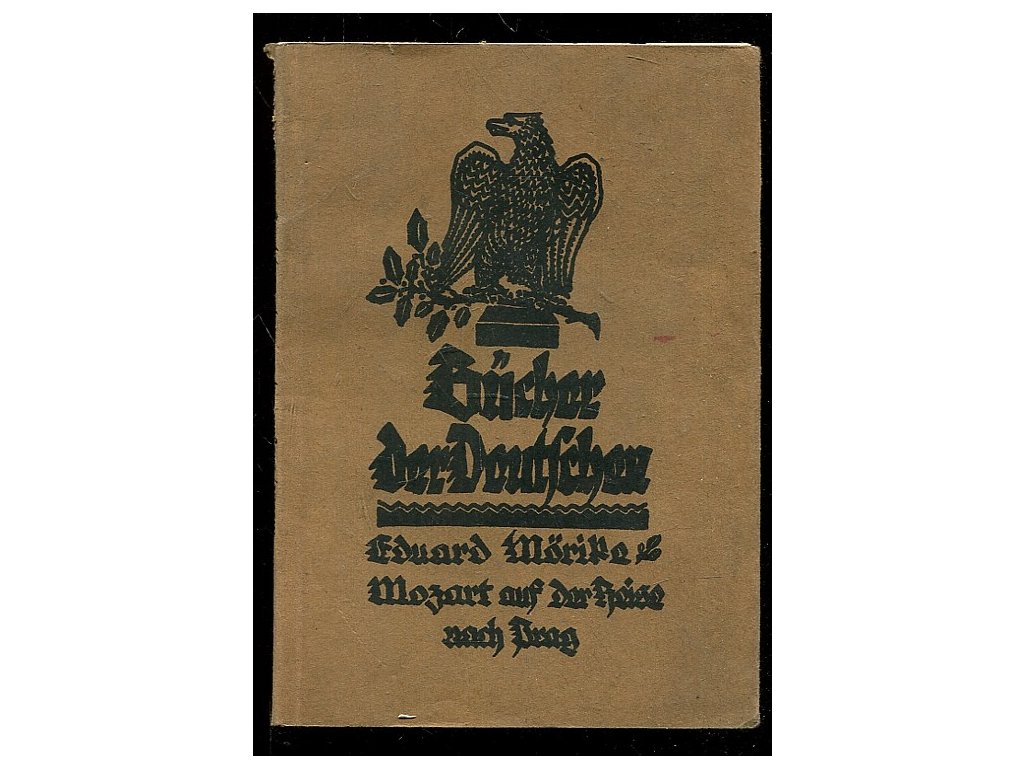 Bücher
der Deutschen
Eduard Mörike
Mozart auf der Reise
nach Prag